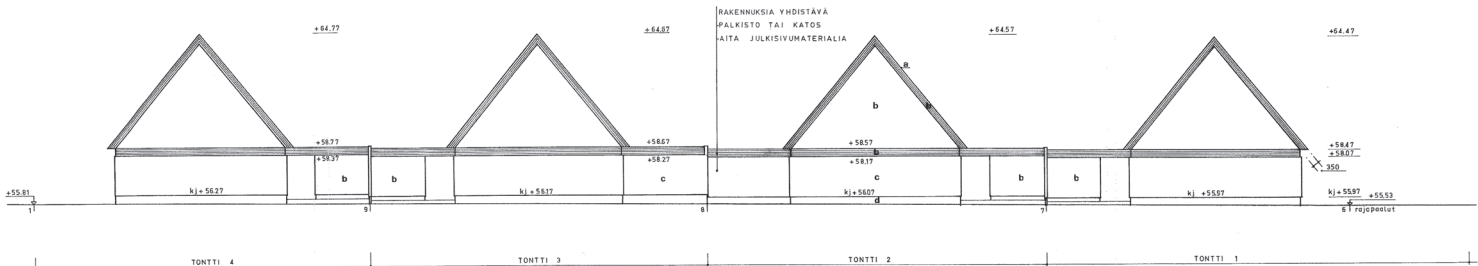 RAKENNUKSIA YHDISTÄVÄ
PALKISTO TAI KATOS
AITA JULKISIVUMATERIALIA
+64.77
+64.67
+64.57
+64.47
a
b
b
+58.77
+58.67
+58.57
+58.47
+58.37
+58.27
b
+58.17
+58.07
350
b
b
c
c
b
b
kj +56.27
kj +56.17
kj +56.07
kj +55.97
kj +55.97
+55.81
+55.53
d
1
9
8
7
6 rajapaalut
TONTTI 4
TONTTI 3
TONTTI 2
TONTTI 1